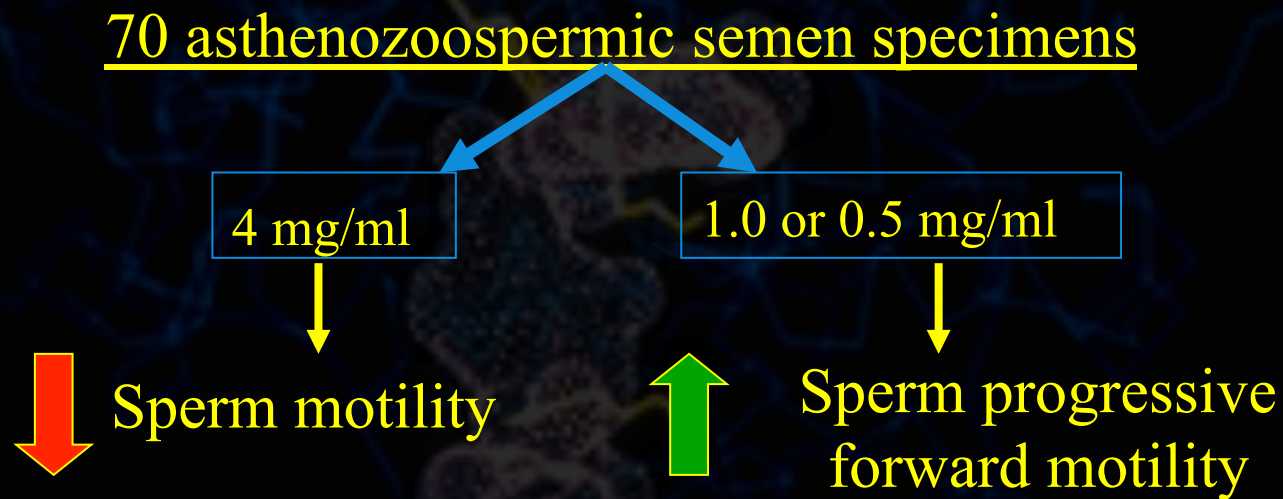 70 asthenozoospermic semen specimens
4 mg/ml
1.0 or 0.5 mg/ml
Sperm motility
Sperm progressive
forward motility